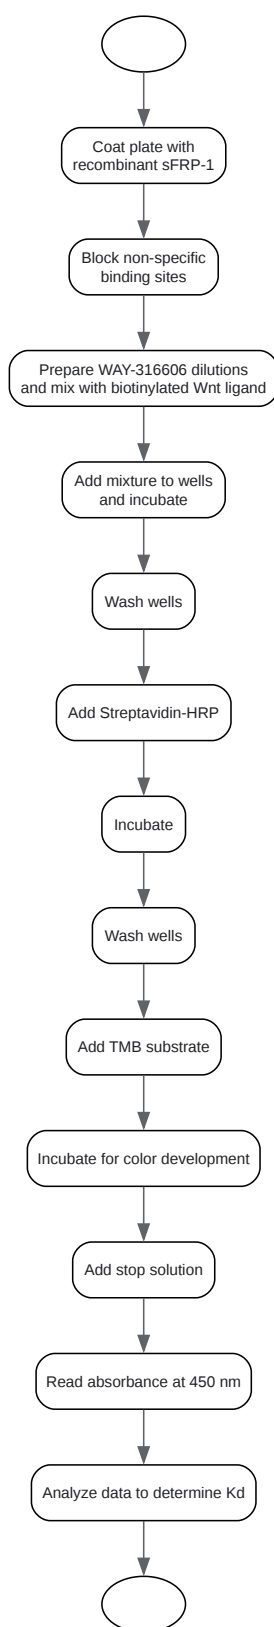 Coat plate with
recombinant sFRP-1
Block non-specific
binding sites
Prepare WAY-316606 dilutions
and mix with biotinylated Wnt ligand
Add mixture to wells
and incubate
Wash wells
Add Streptavidin-HRP
Incubate
Wash wells
Add TMB substrate
Incubate for color development
Add stop solution
Read absorbance at 450 nm
Analyze data to determine Kd